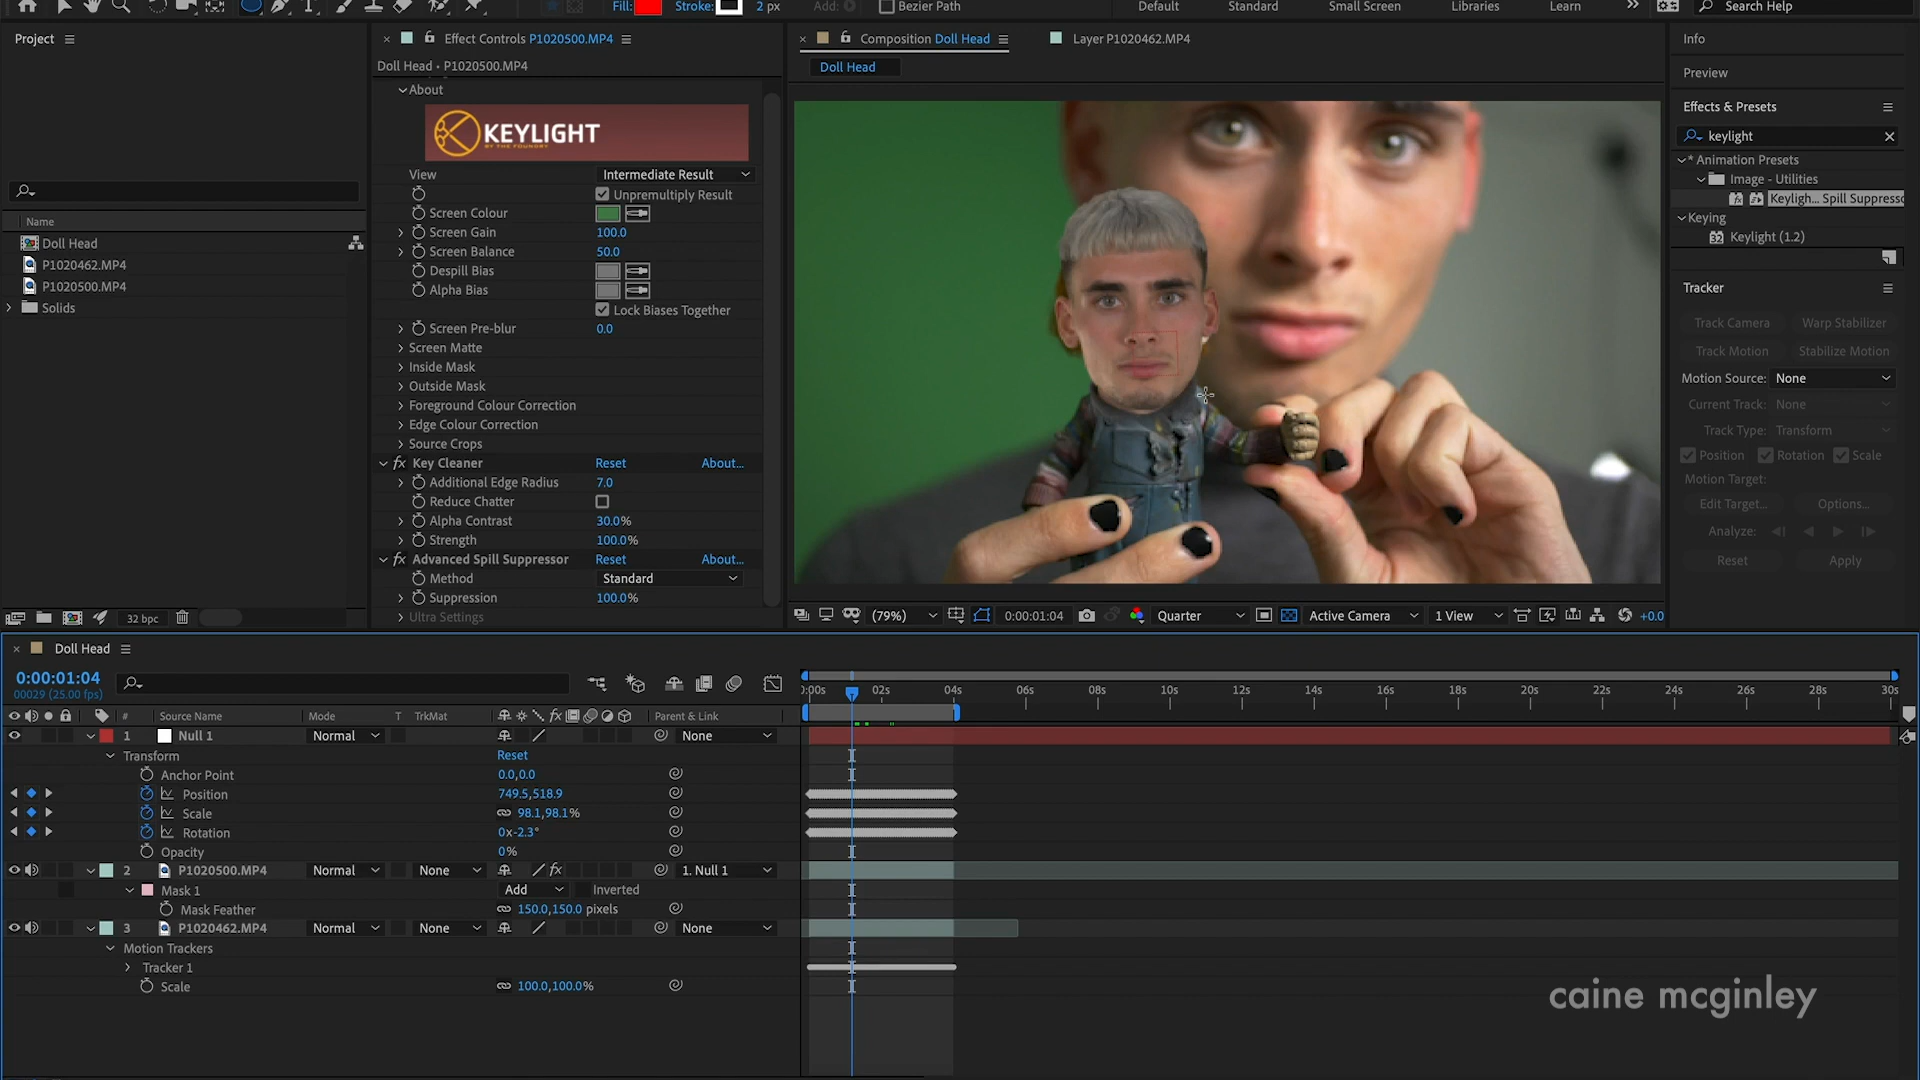 Fill:
Stroke:
2 px
Add:
Bezier Path
Default
Standard
Small Screen
Libraries
Learn
Search Help
Project
Name
Doll Head
P1020462.MP4
P1020500.MP4
Solids
32 bpc
Effect Controls P1020500.MP4
Doll Head • P1020500.MP4
About
KEYLIGHT
BY THE FOUNDRY
View
Intermediate Result
Unpremultiply Result
Screen Colour
Screen Gain
100.0
Screen Balance
50.0
Despill Bias
Alpha Bias
Lock Biases Together
Screen Pre-blur
0.0
Screen Matte
Inside Mask
Outside Mask
Foreground Colour Correction
Edge Colour Correction
Source Crops
fx Key Cleaner
Reset
About...
Additional Edge Radius
7.0
Reduce Chatter
Alpha Contrast
30.0%
Strength
100.0%
fx Advanced Spill Suppressor
Reset
About...
Method
Standard
Suppression
100.0%
Ultra Settings
Composition Doll Head
Layer P1020462.MP4
Doll Head
(79%)
0:00:01:04
Quarter
Active Camera
1 View
+0.0
Info
Preview
Effects & Presets
keylight
* Animation Presets
Image - Utilities
Keyligh... Spill Suppresso
Keying
Keylight (1.2)
Tracker
Track Camera
Warp Stabilizer
Track Motion
Stabilize Motion
Motion Source:
None
Current Track:
None
Track Type:
Transform
Position
Rotation
Scale
Motion Target:
Edit Target...
Options...
Analyze:
Reset
Apply
Doll Head
0:00:01:04
00029 (25.00 fps)
#
Source Name
Mode
T
TrkMat
Parent & Link
1
Null 1
Normal
None
Transform
Reset
Anchor Point
0.0,0.0
Position
749.5,518.9
Scale
98.1,98.1%
Rotation
0x-2.3°
Opacity
0%
2
P1020500.MP4
Normal
None
fx
1. Null 1
Mask 1
Add
Inverted
Mask Feather
150.0,150.0 pixels
3
P1020462.MP4
Normal
None
None
Motion Trackers
Tracker 1
Scale
100.0,100.0%
:00s
02s
04s
06s
08s
10s
12s
14s
16s
18s
20s
22s
24s
26s
28s
30s
caine mcginley